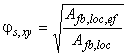 φs,xy = √(Afb,loc,ef / Afb,loc)